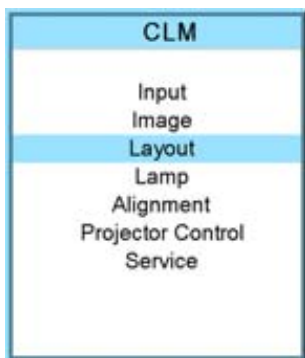 CLM
Input
Image
Layout
Lamp
Alignment
Projector Control
Service